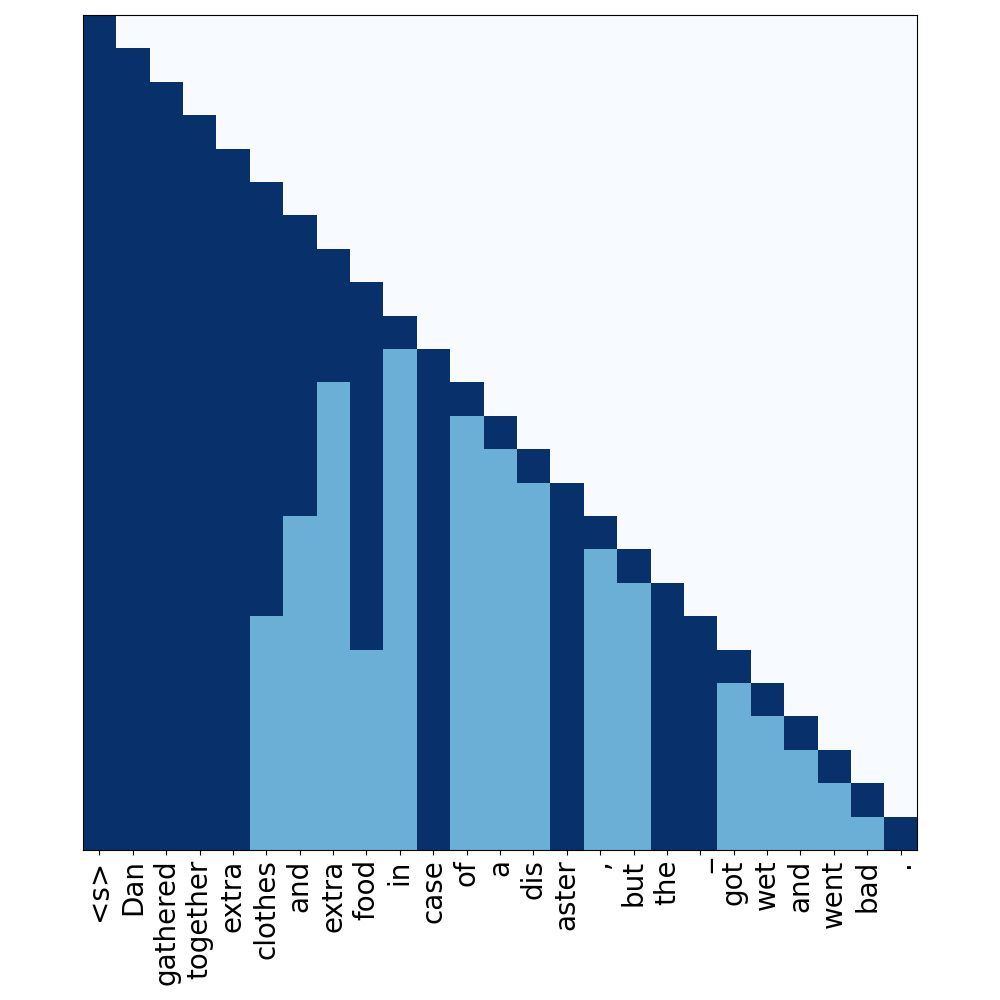 <s> Dan gathered together extra clothes and extra food in case of a dis aster , but the _ got wet and went bad .